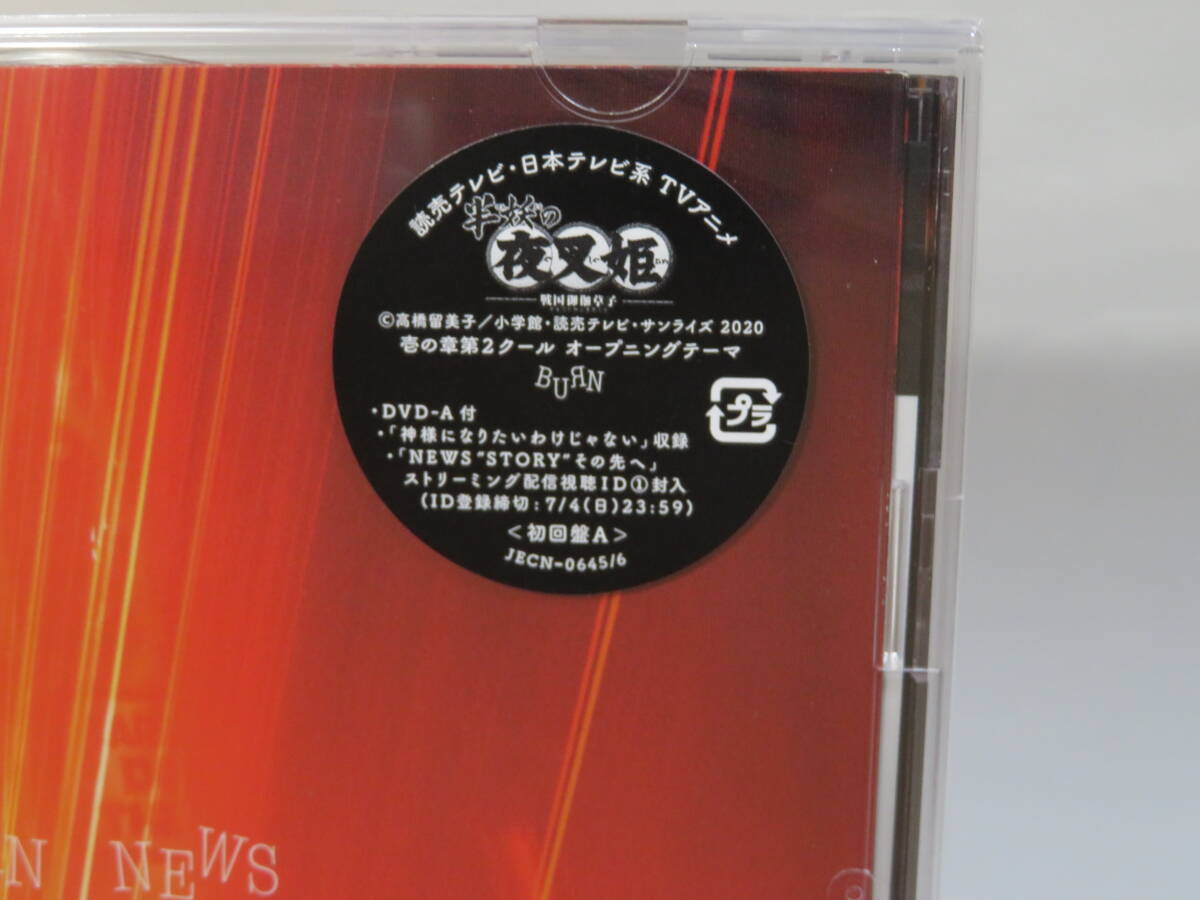 読売テレビ・日本テレビ系 TVアニメ
半妖の
夜叉姫
戦国御伽草子
©高橋留美子／小学館・読売テレビ・サンライズ 2020
壱の章第2クール オープニングテーマ
BURN
・DVD-A 付
・「神様になりたいわけじゃない」収録
・「NEWS "STORY" その先へ」
ストリーミング配信視聴ID①封入
（ID登録締切：7/4(日)23:59）
プラ
＜初回盤A＞
JECN-0645/6
N NEWS